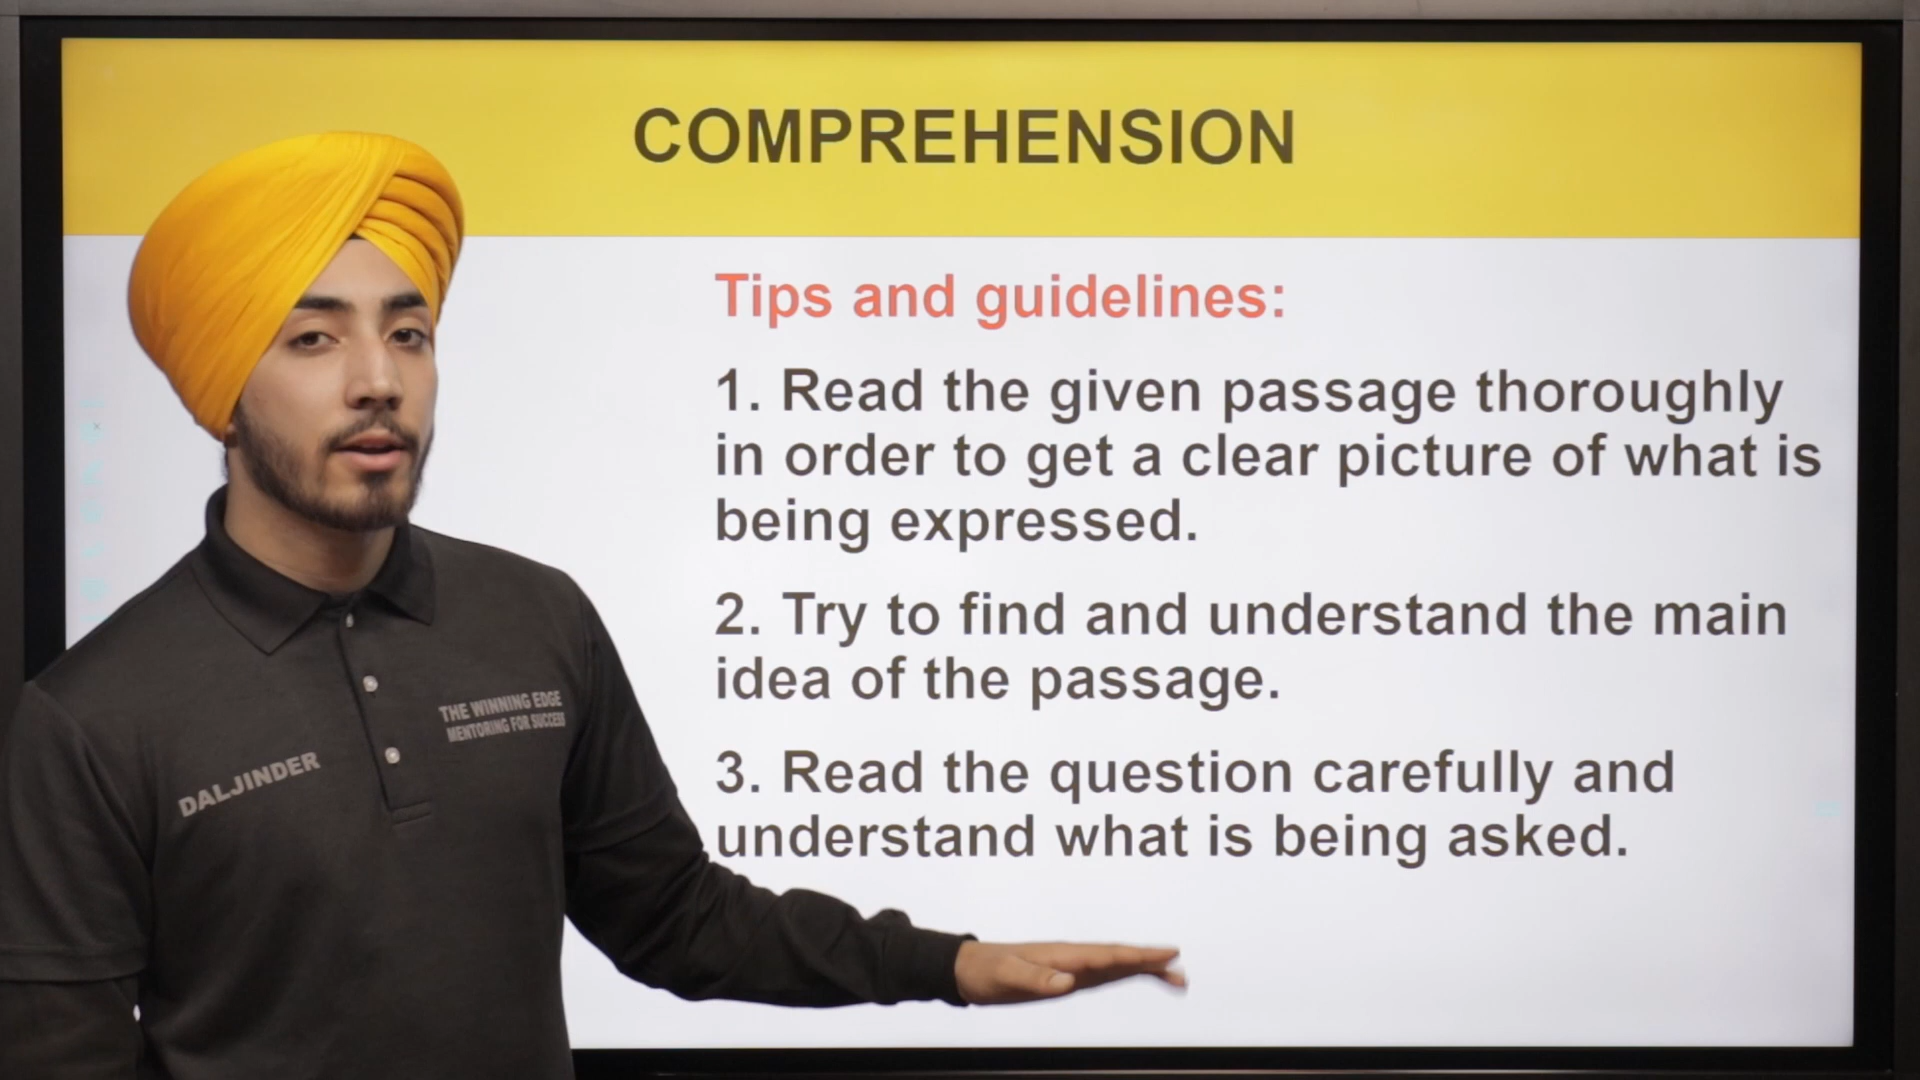 COMPREHENSION
Tips and guidelines:
1. Read the given passage thoroughly
in order to get a clear picture of what is
being expressed.
2. Try to find and understand the main
idea of the passage.
3. Read the question carefully and
understand what is being asked.
THE WINNING EDGE
MENTORING FOR SUCCESS
DALJINDER